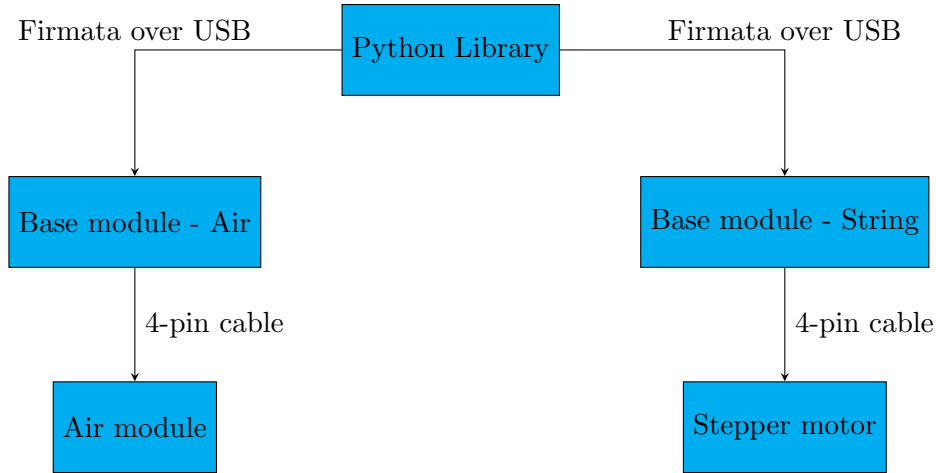 Firmata over USB
Python Library
Firmata over USB
Base module - Air
Base module - String
4-pin cable
4-pin cable
Air module
Stepper motor